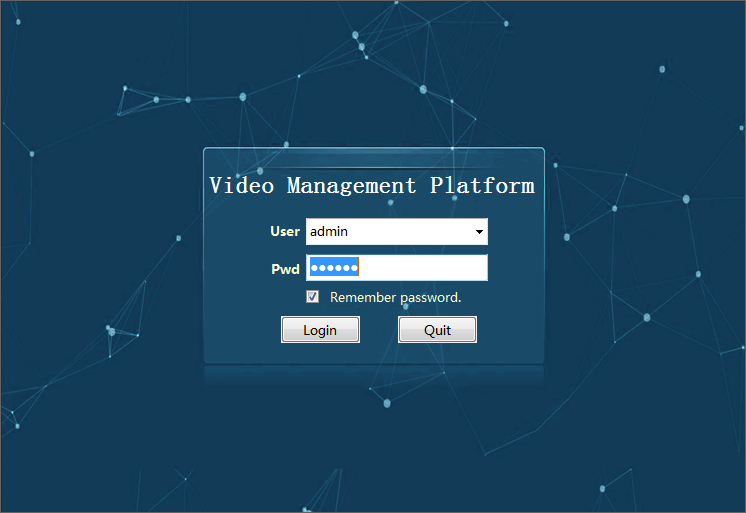 Video Management Platform
User admin
Pwd ••••••
Remember password.
Login Quit